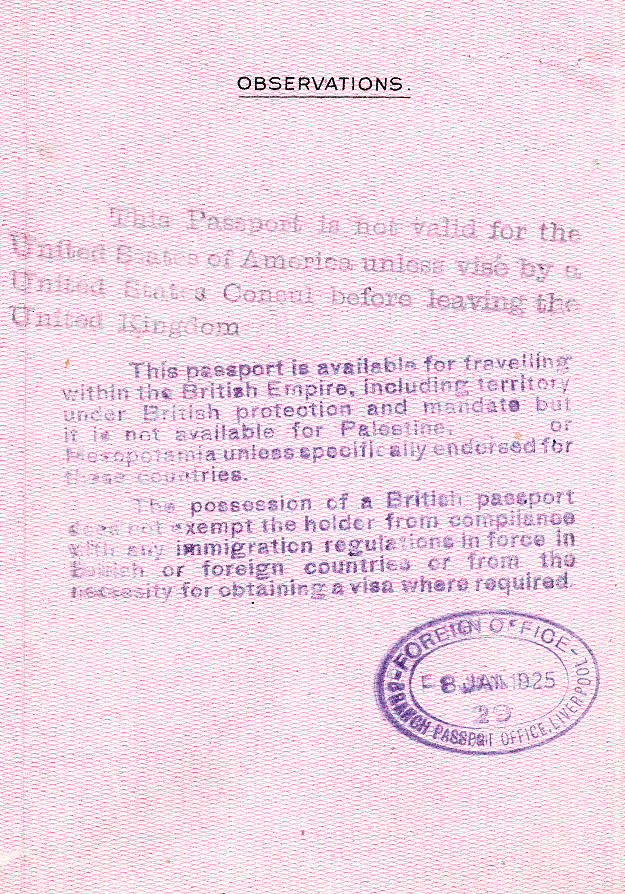 OBSERVATIONS.
This Passport is not valid for the
United States of America unless visé by a
United States Consul before leaving the
United Kingdom
This passport is available for travelling
within the British Empire, including territory
under British protection and mandate but
it is not available for Palestine, or
Mesopotamia unless specifically endorsed for
these countries.
The possession of a British passport
does not exempt the holder from compliance
with any immigration regulations in force in
British or foreign countries or from the
necessity for obtaining a visa where required.
FOREIGN OFFICE
8 JAN 1925
29
BRANCH PASSPORT OFFICE, LIVERPOOL